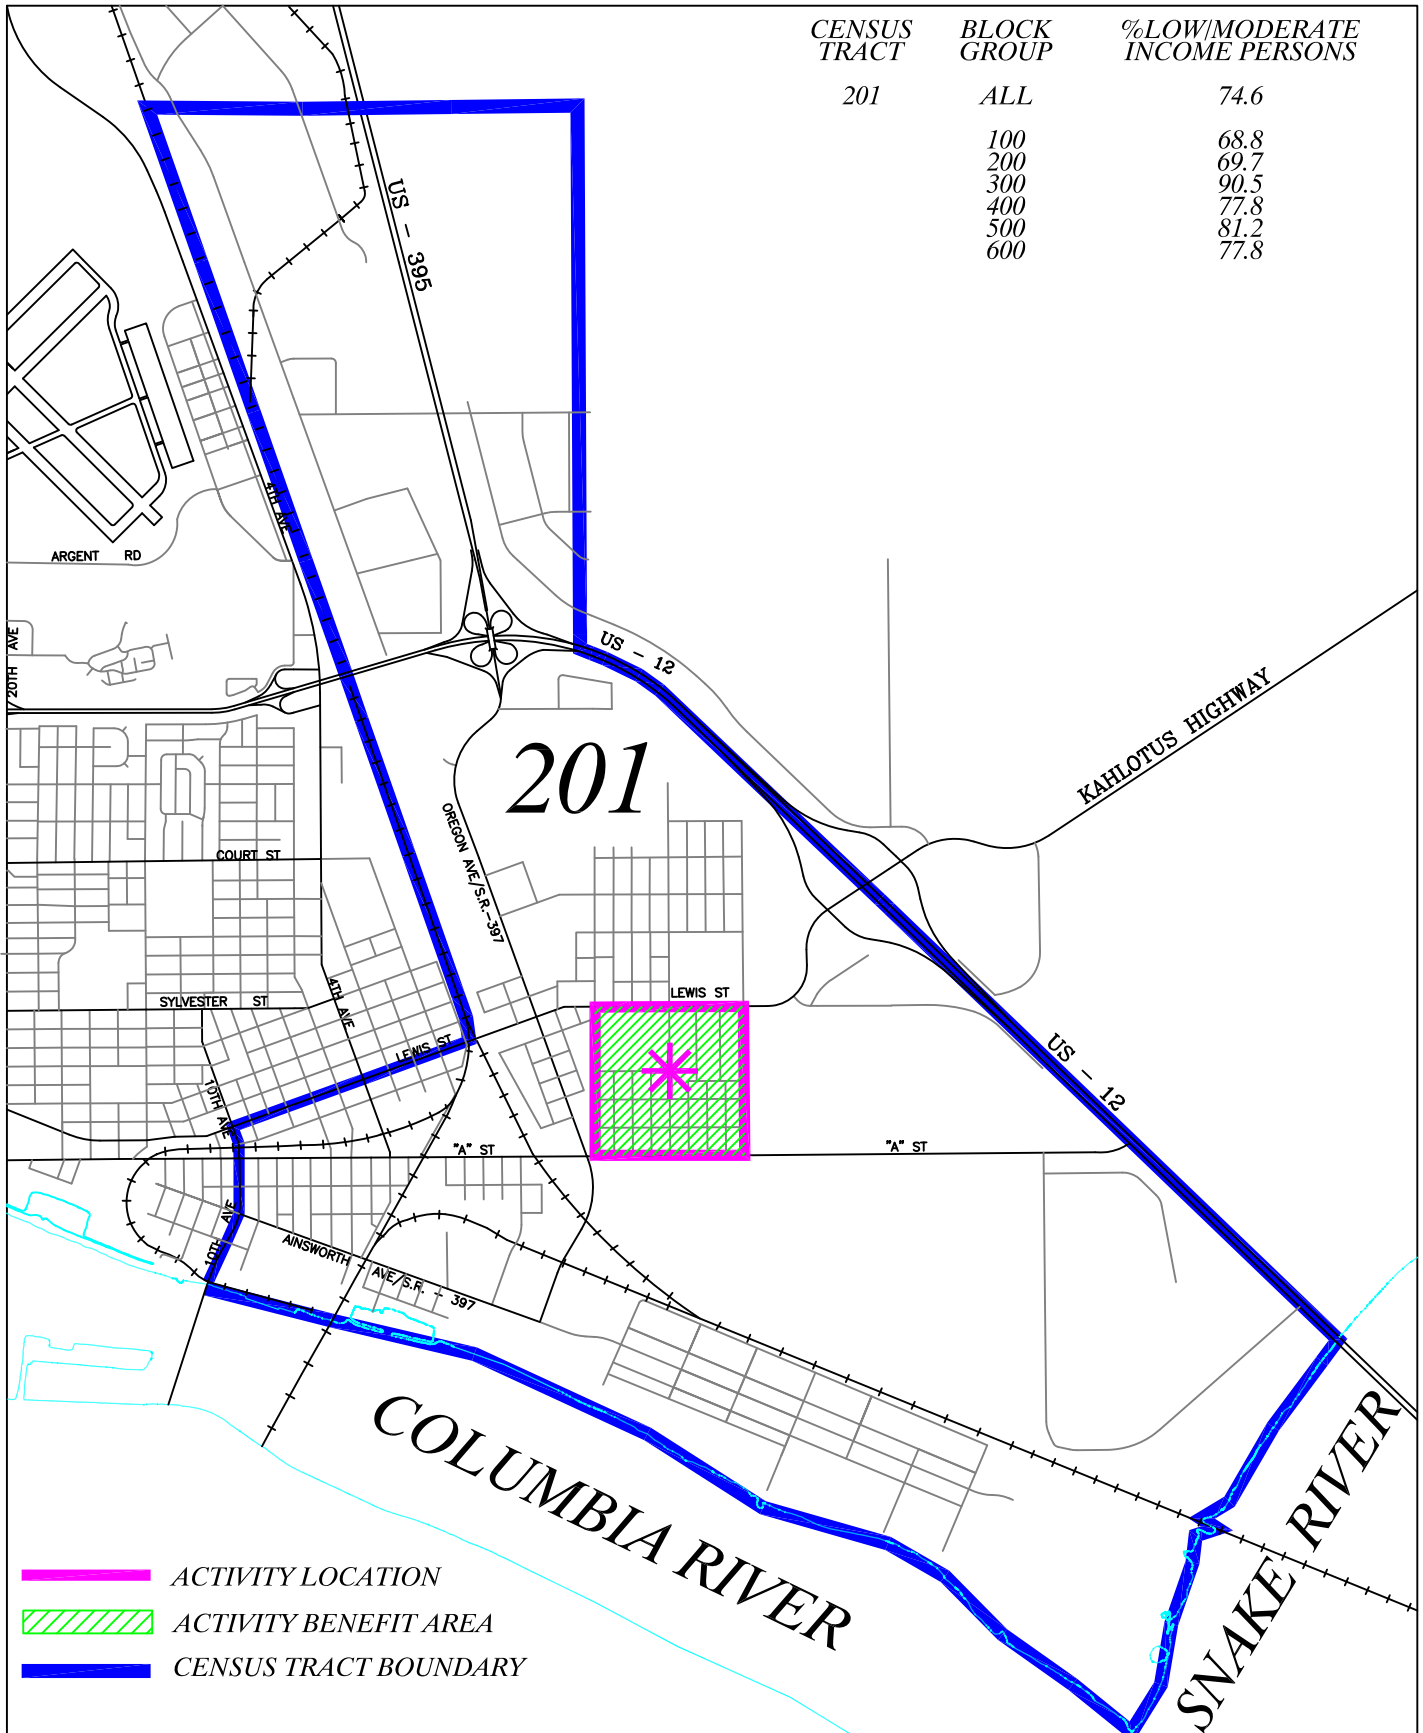 CENSUS TRACT
BLOCK GROUP
%LOW/MODERATE INCOME PERSONS
201 ALL 74.6
100 68.8
200 69.7
300 90.5
400 77.8
500 81.2
600 77.8
US - 395
4TH AVE
ARGENT RD
20TH AVE
US - 12
KAHLOTUS HIGHWAY
201
OREGON AVE/S.R.-397
COURT ST
LEWIS ST
SYLVESTER ST
4TH AVE
LEWIS ST
US - 12
10TH AVE
"A" ST
"A" ST
10TH AVE
AINSWORTH AVE/S.R. - 397
COLUMBIA RIVER
SNAKE RIVER
ACTIVITY LOCATION
ACTIVITY BENEFIT AREA
CENSUS TRACT BOUNDARY